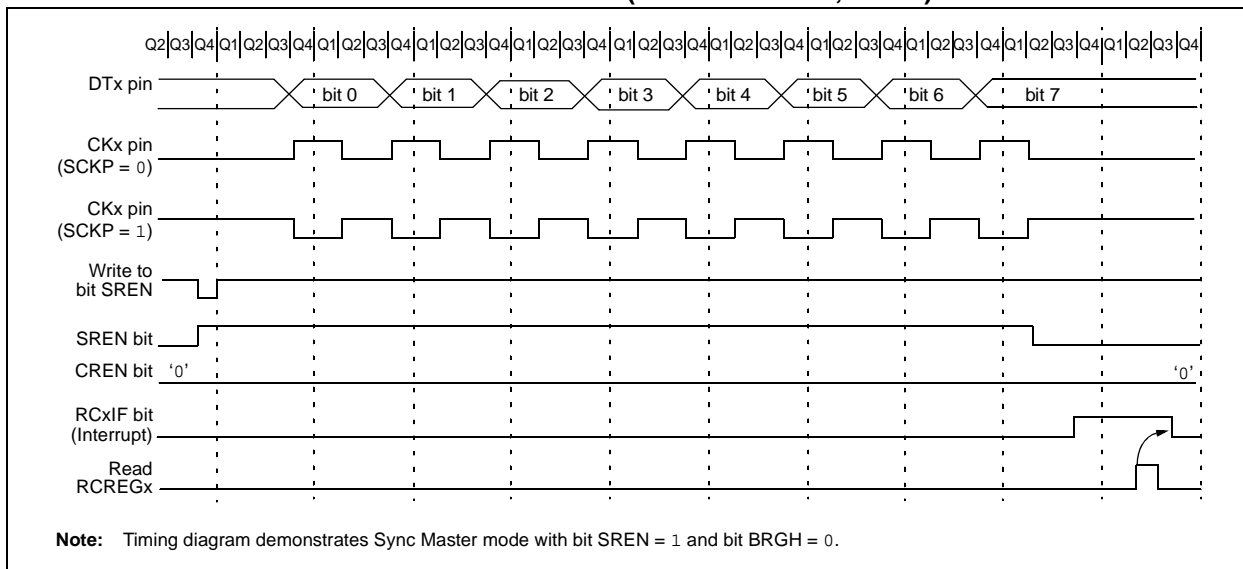 Q2 Q3 Q4 Q1 Q2 Q3 Q4 Q1 Q2 Q3 Q4 Q1 Q2 Q3 Q4 Q1 Q2 Q3 Q4 Q1 Q2 Q3 Q4 Q1 Q2 Q3 Q4 Q1 Q2 Q3 Q4 Q1 Q2 Q3 Q4 Q1 Q2 Q3 Q4 Q1 Q2 Q3 Q4
DTx pin
bit 0 bit 1 bit 2 bit 3 bit 4 bit 5 bit 6 bit 7
CKx pin
(SCKP = 0)
CKx pin
(SCKP = 1)
Write to
bit SREN
SREN bit
CREN bit ‘0’ ‘0’
RCxIF bit
(Interrupt)
Read
RCREGx
Note: Timing diagram demonstrates Sync Master mode with bit SREN = 1 and bit BRGH = 0.